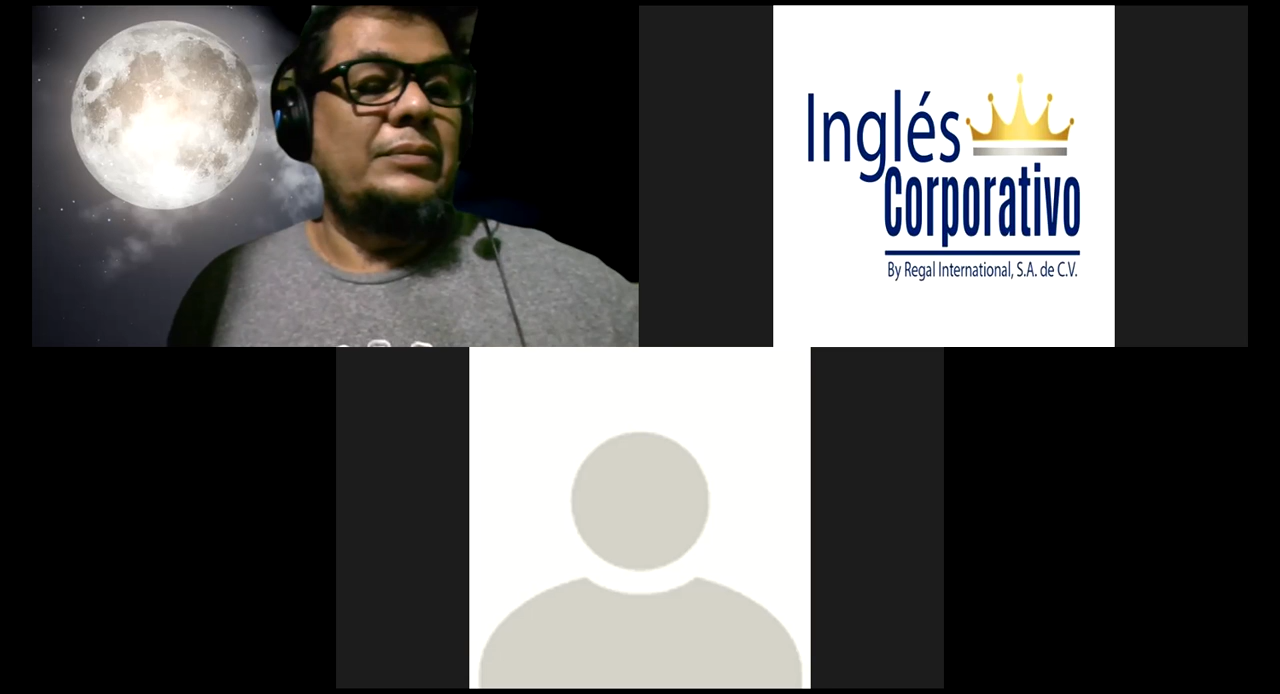 Inglés
Corporativo
By Regal International, S.A. de C.V.